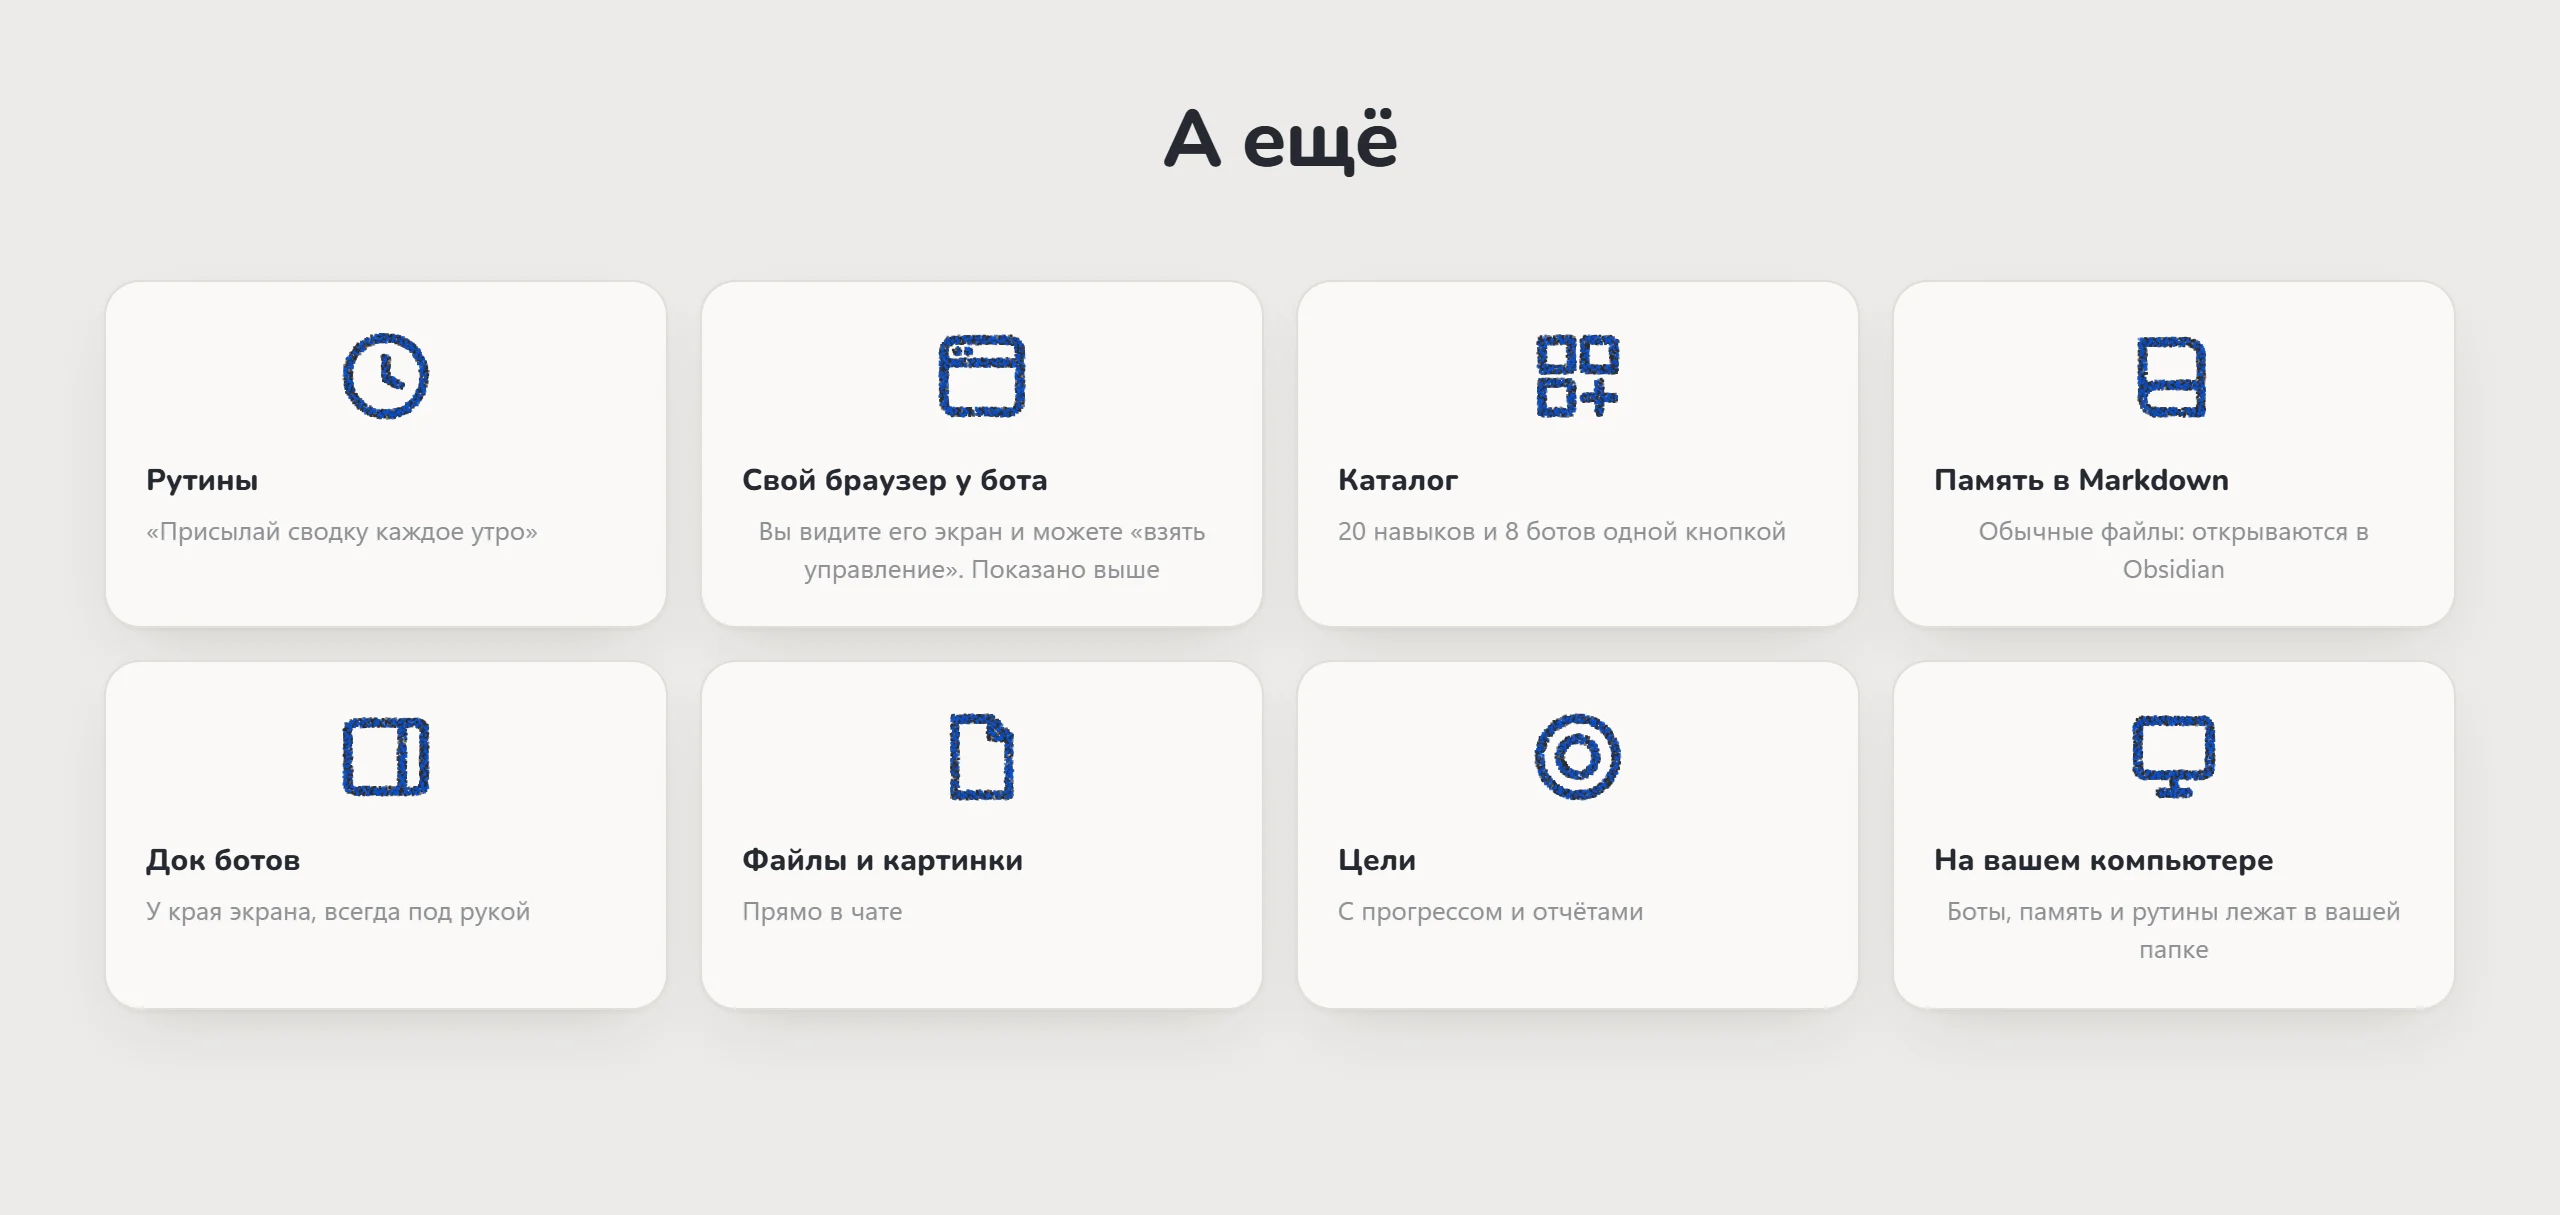 А ещё
Рутины
«Присылай сводку каждое утро»
Свой браузер у бота
Вы видите его экран и можете «взять
управление». Показано выше
Каталог
20 навыков и 8 ботов одной кнопкой
Память в Markdown
Обычные файлы: открываются в
Obsidian
Док ботов
У края экрана, всегда под рукой
Файлы и картинки
Прямо в чате
Цели
С прогрессом и отчётами
На вашем компьютере
Боты, память и рутины лежат в вашей
папке